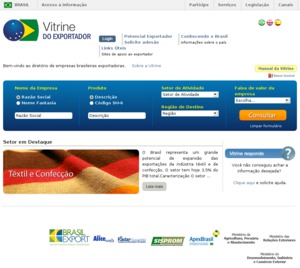 BRASIL Acesso à informação Participe Serviços Legislação Canais
Vitrine
DO EXPORTADOR
Login
Potencial Exportador
Solicite adesão
Conhecendo o Brasil
Informações sobre o país
Links Úteis
Sites de apoio ao exportador
Bem-vindo ao diretório de empresas brasileiras exportadoras. Sobre a Vitrine
Manual da Vitrine
Nome da Empresa
Razão Social
Nome Fantasia
Razão Social
Produto
Descrição
Código SH-6
Descrição
Setor de Atividade
Setor de Atividade
Região de Destino
Região de Destino
Faixa de valor da empresa
Escolha...
Consultar
Limpar formulário
Setor em Destaque
Têxtil e Confecção
O Brasil representa um grande
potencial de expansão das
exportações da indústria têxtil e de
confecção. O setor tem hoje 3.5% do
PIB total.Caracterização O setor ...
Leia mais
Vitrine responde
?
Você não conseguiu achar a
informação desejada?
Clique aqui e solicite ajuda.
BRASIL
EXPORT
Aliceweb
Radar Comercial
SISPROM
ApexBrasil
INVEST & EXPORT BRASIL
Ministério da
Agricultura, Pecuária
e Abastecimento
Ministério das
Relações Exteriores
Ministério do
Desenvolvimento, Indústria
e Comércio Exterior